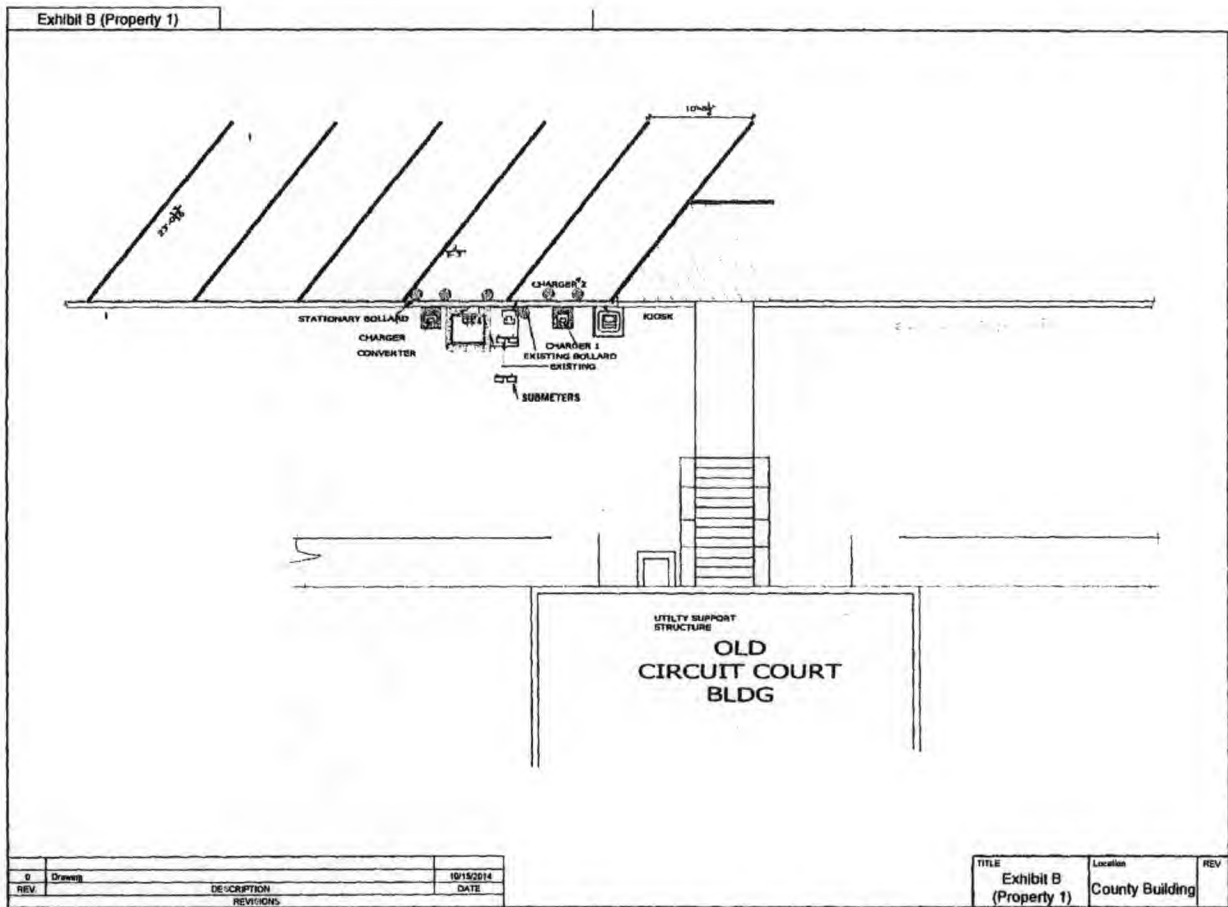 Exhibit B (Property 1)
CHARGER 2
STATIONARY BOLLARD
KIOSK
CHARGER
CONVERTER
CHARGER 1
EXISTING BOLLARD
EXISTING
SUBMETERS
UTILTY SUPPORT
STRUCTURE
OLD
CIRCUIT COURT
BLDG
0 Drawing 10/15/2014
REV. DESCRIPTION DATE
REVISIONS
TITLE
Exhibit B
(Property 1)
Location
County Building
REV